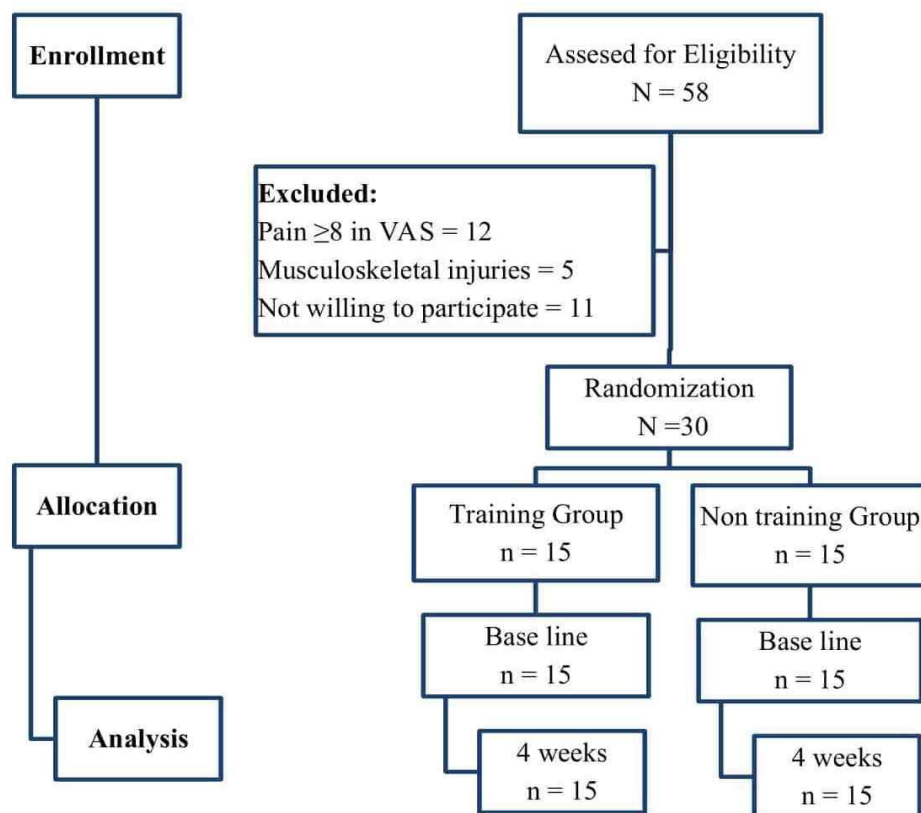 Enrollment
Assesed for Eligibility
N = 58
Excluded:
Pain ≥8 in VAS = 12
Musculoskeletal injuries = 5
Not willing to participate = 11
Randomization
N =30
Allocation
Training Group
n = 15
Non training Group
n = 15
Base line
n = 15
Base line
n = 15
Analysis
4 weeks
n = 15
4 weeks
n = 15